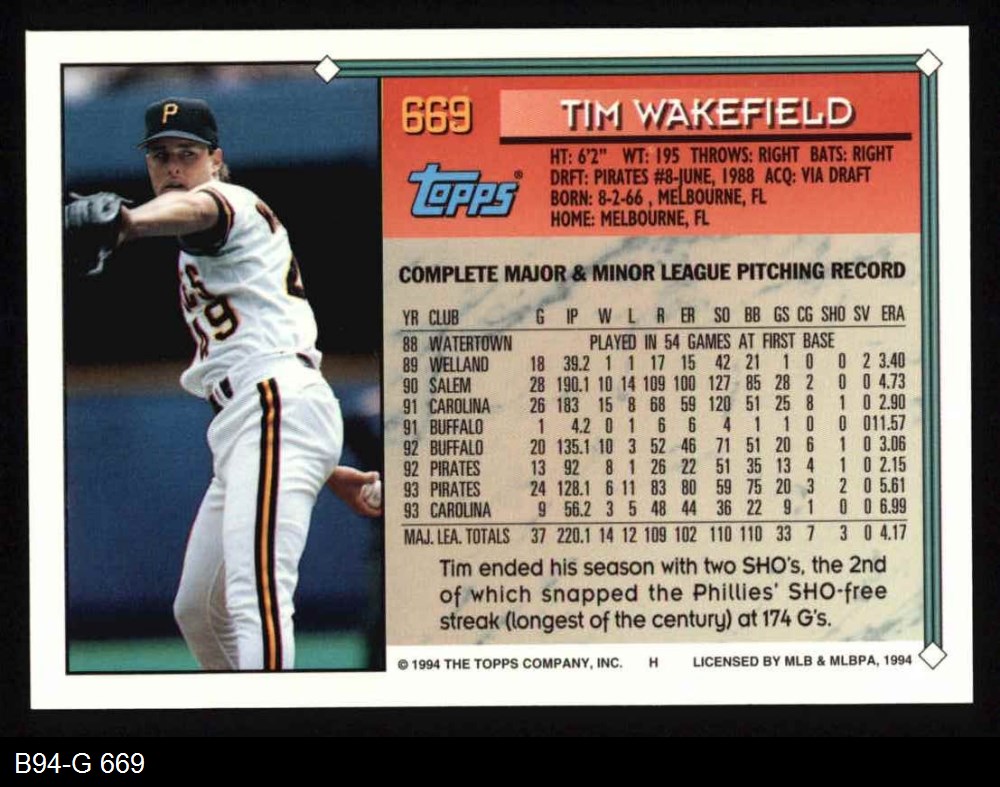 669 TIM WAKEFIELD
topps®
HT: 6'2" WT: 195 THROWS: RIGHT BATS: RIGHT
DRFT: PIRATES #8-JUNE, 1988 ACQ: VIA DRAFT
BORN: 8-2-66 , MELBOURNE, FL
HOME: MELBOURNE, FL
P
49
COMPLETE MAJOR & MINOR LEAGUE PITCHING RECORD
YR CLUB G IP W L R ER SO BB GS CG SHO SV ERA
88 WATERTOWN PLAYED IN 54 GAMES AT FIRST BASE
89 WELLAND 18 39.2 1 1 17 15 42 21 1 0 0 2 3.40
90 SALEM 28 190.1 10 14 109 100 127 85 28 2 0 0 4.73
91 CAROLINA 26 183 15 8 68 59 120 51 25 8 1 0 2.90
91 BUFFALO 1 4.2 0 1 6 6 4 1 1 0 0 0 11.57
92 BUFFALO 20 135.1 10 3 52 46 71 51 20 6 1 0 3.06
92 PIRATES 13 92 8 1 26 22 51 35 13 4 1 0 2.15
93 PIRATES 24 128.1 6 11 83 80 59 75 20 3 2 0 5.61
93 CAROLINA 9 56.2 3 5 48 44 36 22 9 1 0 0 6.99
MAJ. LEA. TOTALS 37 220.1 14 12 109 102 110 110 33 7 3 0 4.17
Tim ended his season with two SHO's, the 2nd
of which snapped the Phillies' SHO-free
streak (longest of the century) at 174 G's.
© 1994 THE TOPPS COMPANY, INC. H LICENSED BY MLB & MLBPA, 1994
B94-G 669